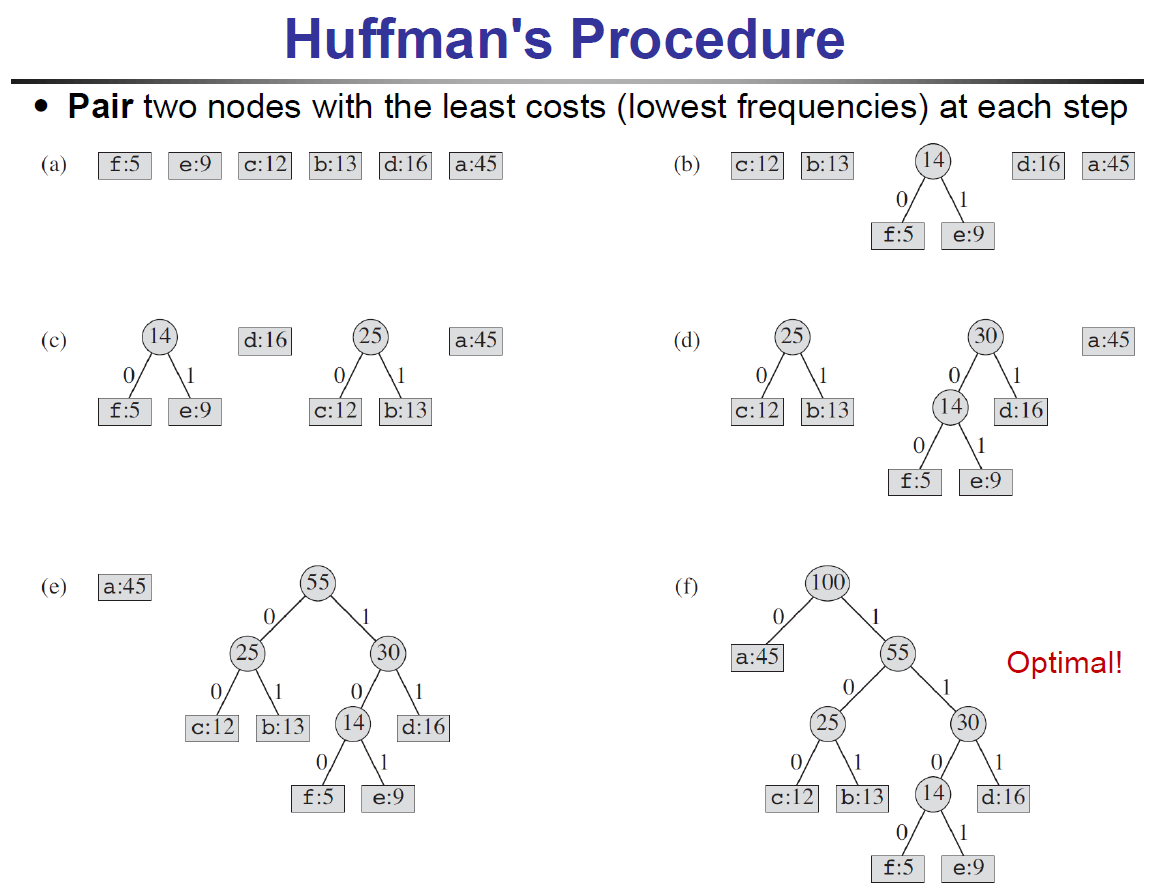 Huffman's Procedure
• Pair two nodes with the least costs (lowest frequencies) at each step
(a) f:5 e:9 c:12 b:13 d:16 a:45
(b) c:12 b:13 14 d:16 a:45
0 1
f:5 e:9
(c) 14 d:16 25 a:45
0 1 0 1
f:5 e:9 c:12 b:13
(d) 25 30 a:45
0 1 0 1
c:12 b:13 14 d:16
0 1
f:5 e:9
(e) a:45 55
0 1
25 30
0 1 0 1
c:12 b:13 14 d:16
0 1
f:5 e:9
(f) 100
0 1
a:45 55
Optimal!
0 1
25 30
0 1 0 1
c:12 b:13 14 d:16
0 1
f:5 e:9